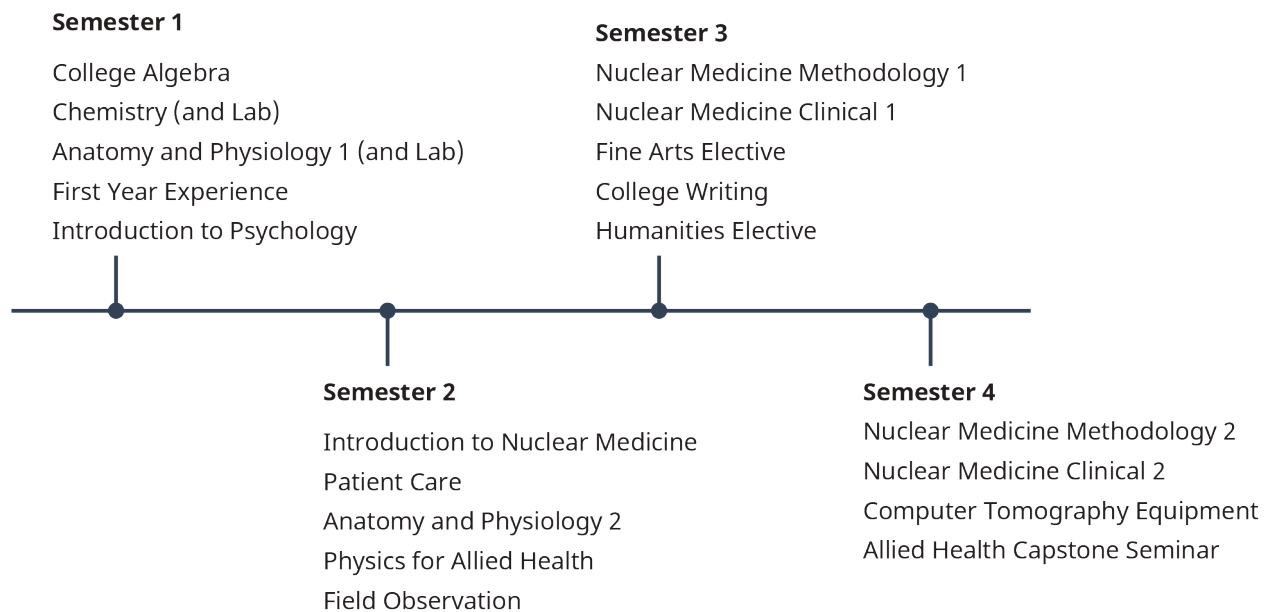 Semester 1
College Algebra
Chemistry (and Lab)
Anatomy and Physiology 1 (and Lab)
First Year Experience
Introduction to Psychology
Semester 2
Introduction to Nuclear Medicine
Patient Care
Anatomy and Physiology 2
Physics for Allied Health
Field Observation
Semester 3
Nuclear Medicine Methodology 1
Nuclear Medicine Clinical 1
Fine Arts Elective
College Writing
Humanities Elective
Semester 4
Nuclear Medicine Methodology 2
Nuclear Medicine Clinical 2
Computer Tomography Equipment
Allied Health Capstone Seminar